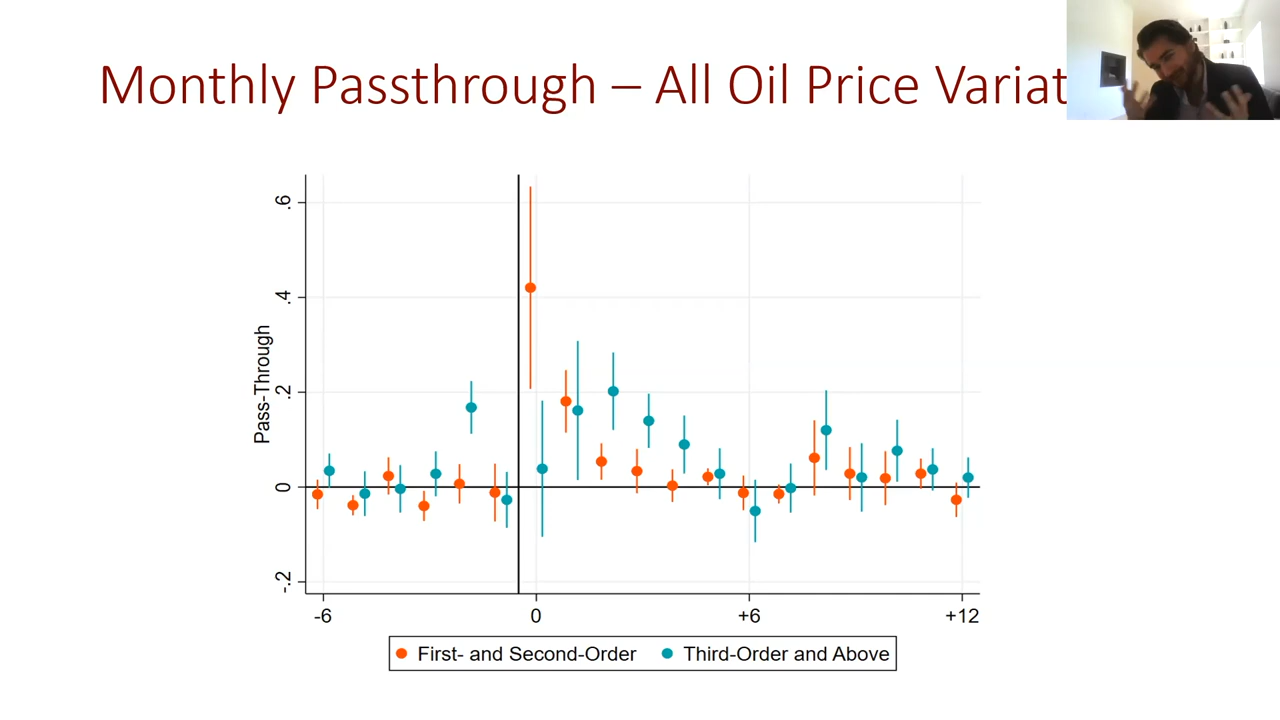 Monthly Passthrough – All Oil Price Variat
Pass-Through
.6
.4
.2
0
-.2
-6
0
+6
+12
First- and Second-Order
Third-Order and Above